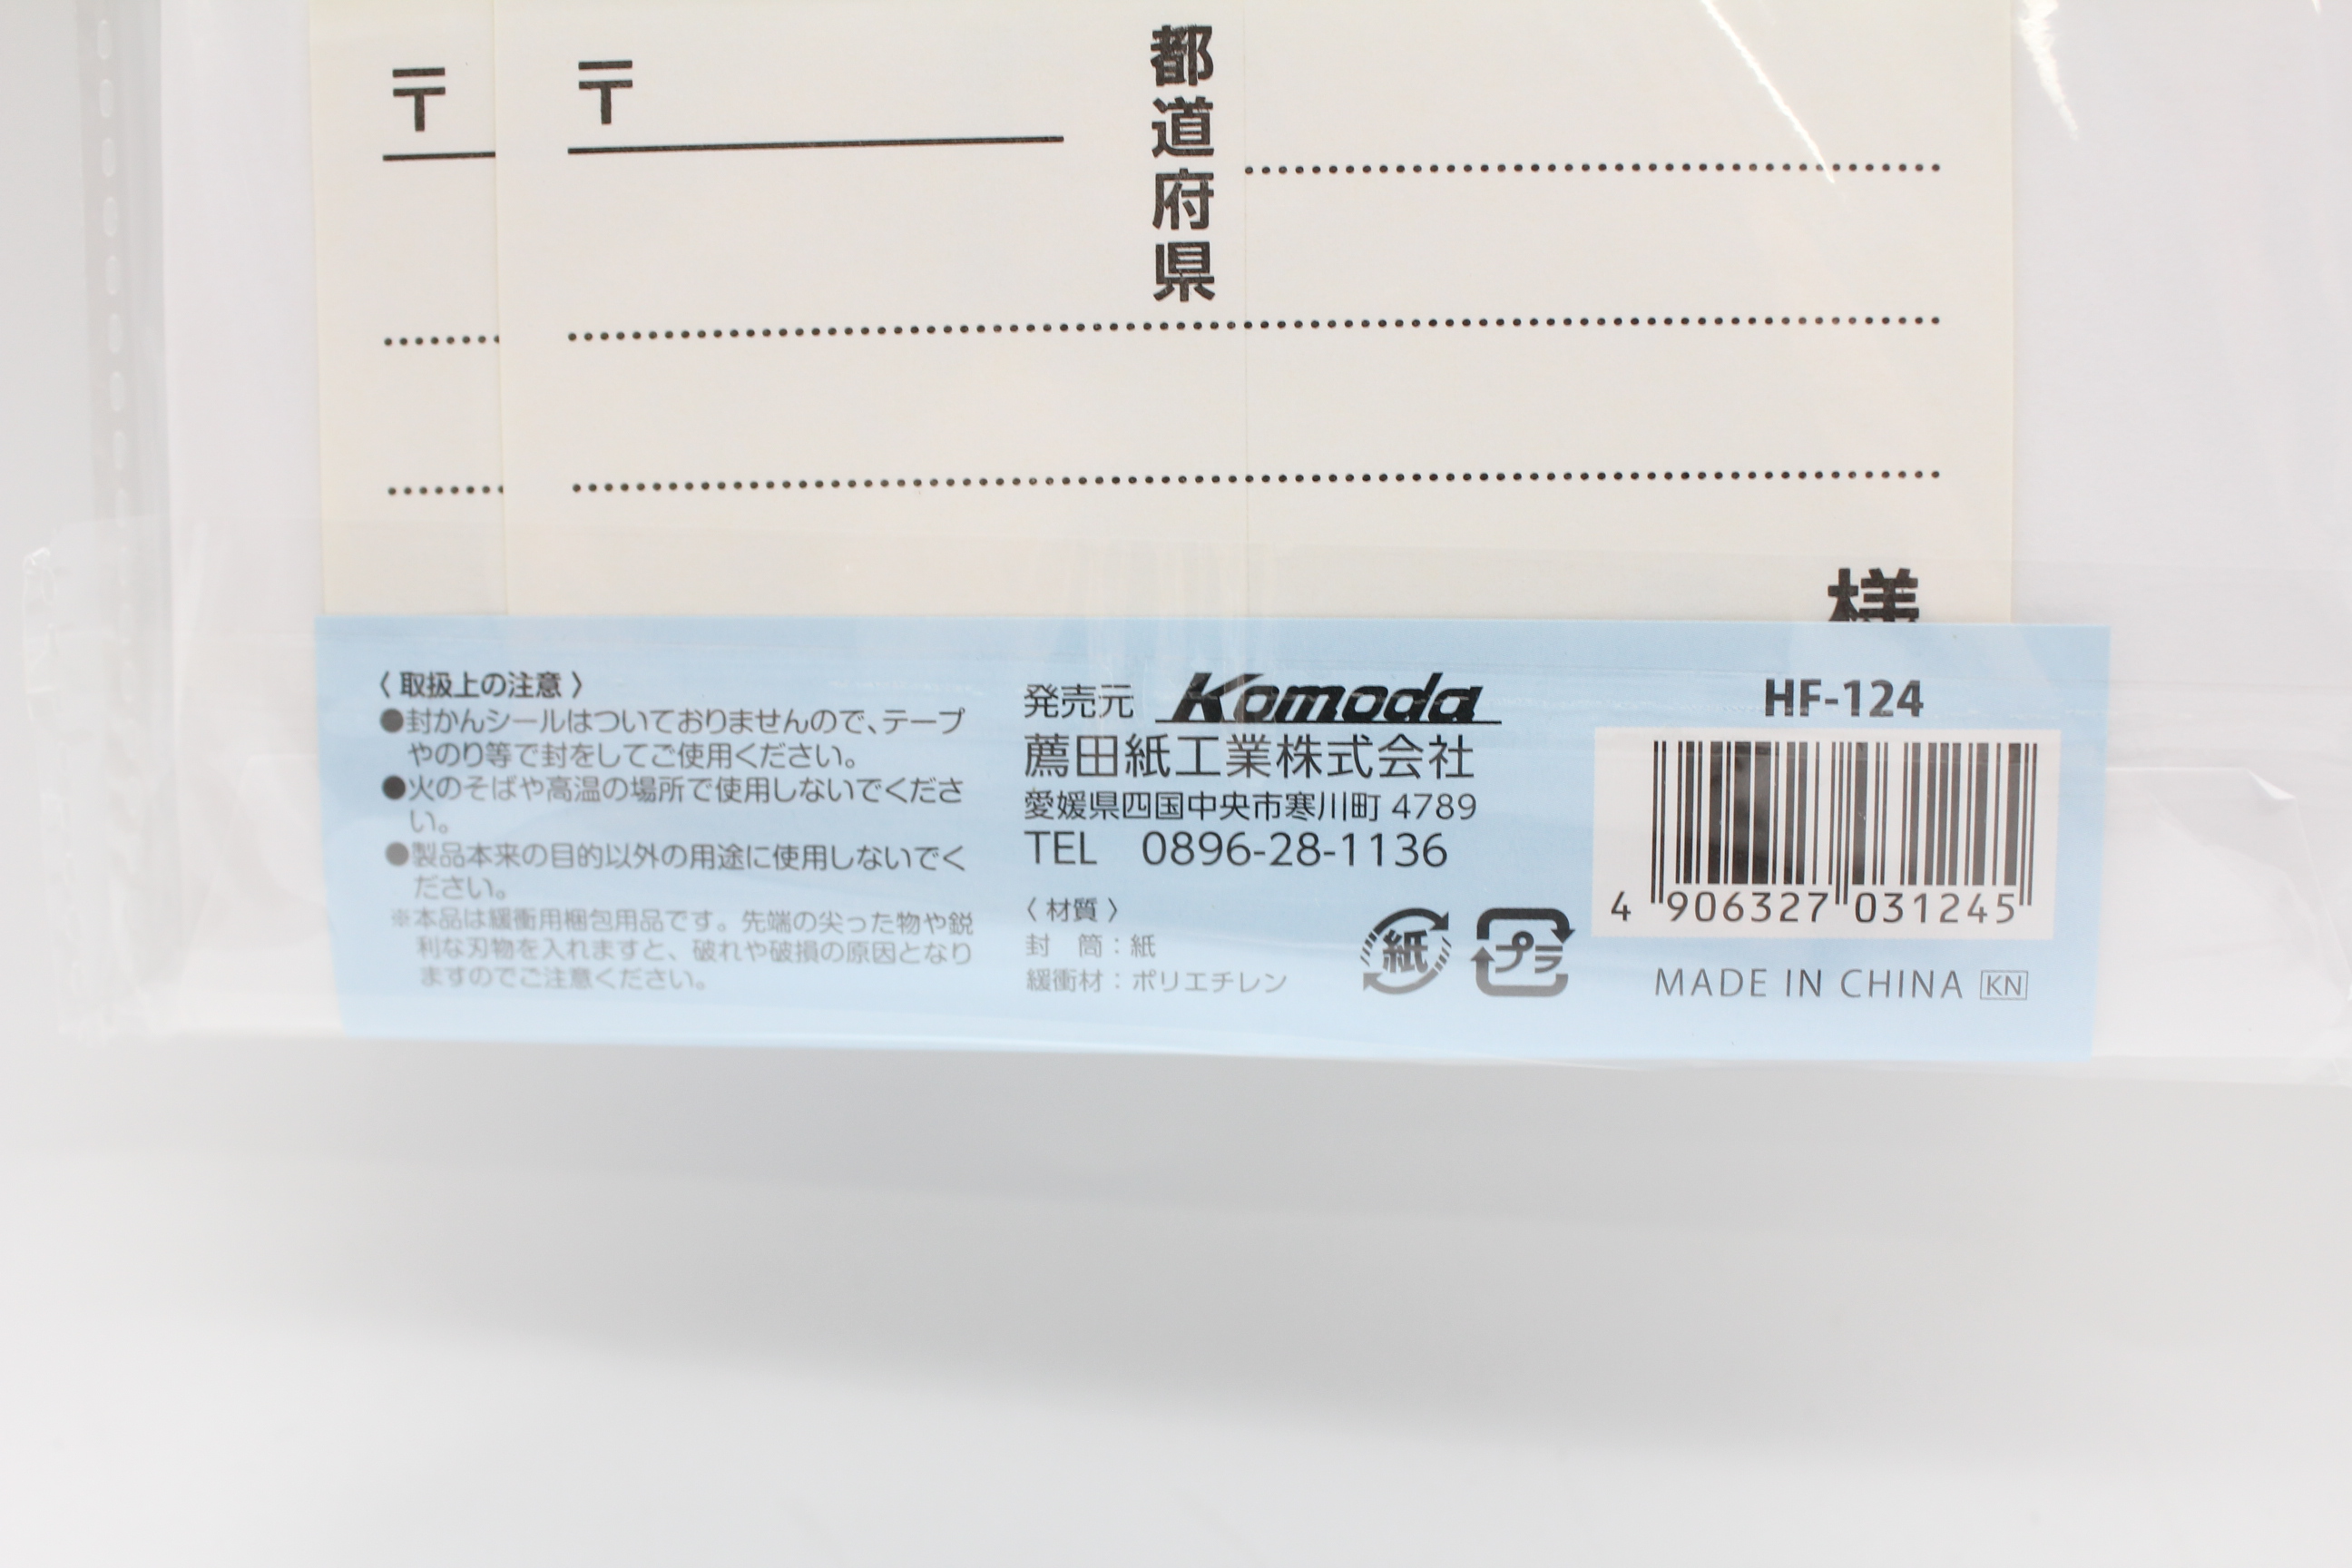 〒
〒
都道府県
様
〈 取扱上の注意 〉
●封かんシールはついておりませんので、テープ
やのり等で封をしてご使用ください。
●火のそばや高温の場所で使用しないでくださ
い。
●製品本来の目的以外の用途に使用しないでく
ださい。
※本品は緩衝用梱包用品です。先端の尖った物や鋭
利な刃物を入れますと、破れや破損の原因となり
ますのでご注意ください。
発売元 Komoda
薦田紙工業株式会社
愛媛県四国中央市寒川町 4789
TEL 0896-28-1136
〈 材質 〉
封 筒：紙
緩衝材：ポリエチレン
紙
プラ
HF-124
4 906327 031245
MADE IN CHINA KN